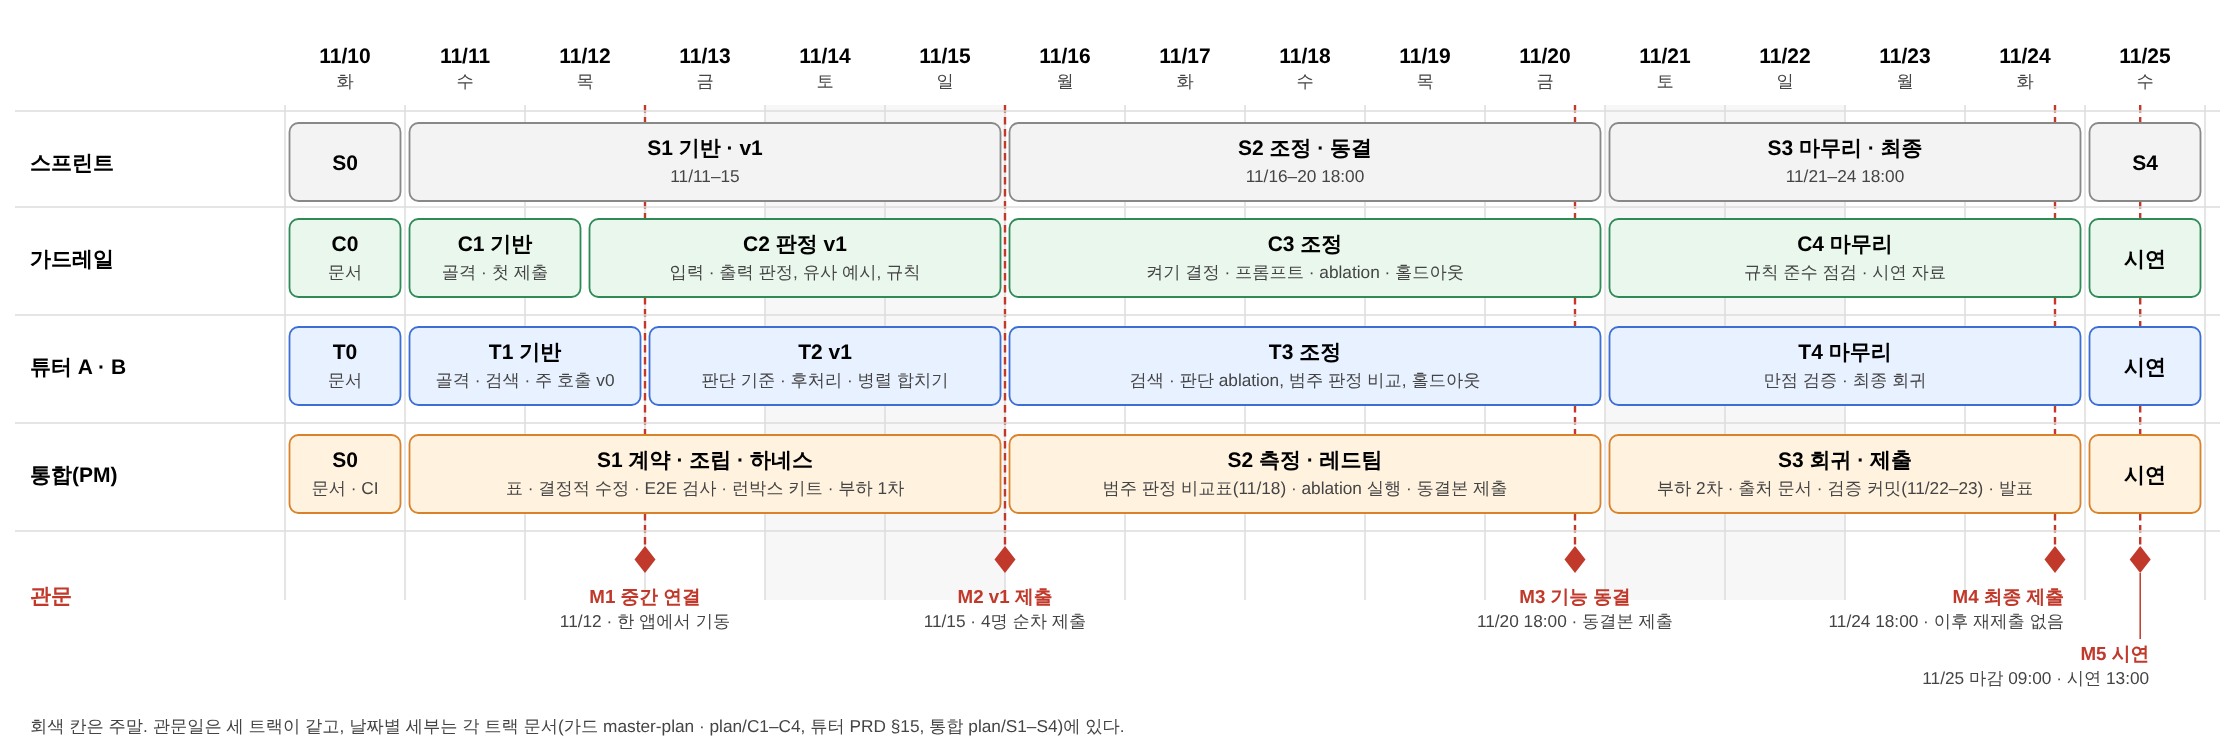 11/10 11/11 11/12 11/13 11/14 11/15 11/16 11/17 11/18 11/19 11/20 11/21 11/22 11/23 11/24 11/25
화 수 목 금 토 일 월 화 수 목 금 토 일 월 화 수
스프린트
S0
S1 기반 · v1
11/11–15
S2 조정 · 동결
11/16–20 18:00
S3 마무리 · 최종
11/21–24 18:00
S4
가드레일
C0
문서
C1 기반
골격 · 첫 제출
C2 판정 v1
입력 · 출력 판정, 유사 예시, 규칙
C3 조정
켜기 결정 · 프롬프트 · ablation · 홀드아웃
C4 마무리
규칙 준수 점검 · 시연 자료
시연
튜터 A · B
T0
문서
T1 기반
골격 · 검색 · 주 호출 v0
T2 v1
판단 기준 · 후처리 · 병렬 합치기
T3 조정
검색 · 판단 ablation, 범주 판정 비교, 홀드아웃
T4 마무리
만점 검증 · 최종 회귀
시연
통합(PM)
S0
문서 · CI
S1 계약 · 조립 · 하네스
표 · 결정적 수정 · E2E 검사 · 런박스 키트 · 부하 1차
S2 측정 · 레드팀
범주 판정 비교표(11/18) · ablation 실행 · 동결본 제출
S3 회귀 · 제출
부하 2차 · 출처 문서 · 검증 커밋(11/22–23) · 발표
시연
관문
M1 중간 연결
11/12 · 한 앱에서 기동
M2 v1 제출
11/15 · 4명 순차 제출
M3 기능 동결
11/20 18:00 · 동결본 제출
M4 최종 제출
11/24 18:00 · 이후 재제출 없음
M5 시연
11/25 마감 09:00 · 시연 13:00
회색 칸은 주말. 관문일은 세 트랙이 같고, 날짜별 세부는 각 트랙 문서(가드 master-plan · plan/C1–C4, 튜터 PRD §15, 통합 plan/S1–S4)에 있다.